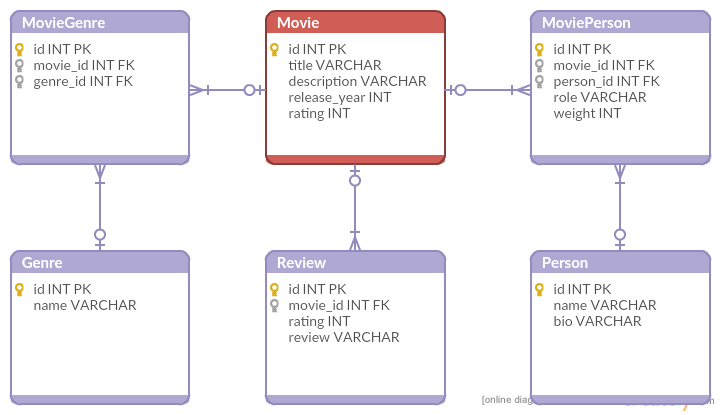 MovieGenre
id INT PK
movie_id INT FK
genre_id INT FK
Movie
id INT PK
title VARCHAR
description VARCHAR
release_year INT
rating INT
MoviePerson
id INT PK
movie_id INT FK
person_id INT FK
role VARCHAR
weight INT
Genre
id INT PK
name VARCHAR
Review
id INT PK
movie_id INT FK
rating INT
review VARCHAR
Person
id INT PK
name VARCHAR
bio VARCHAR
[online